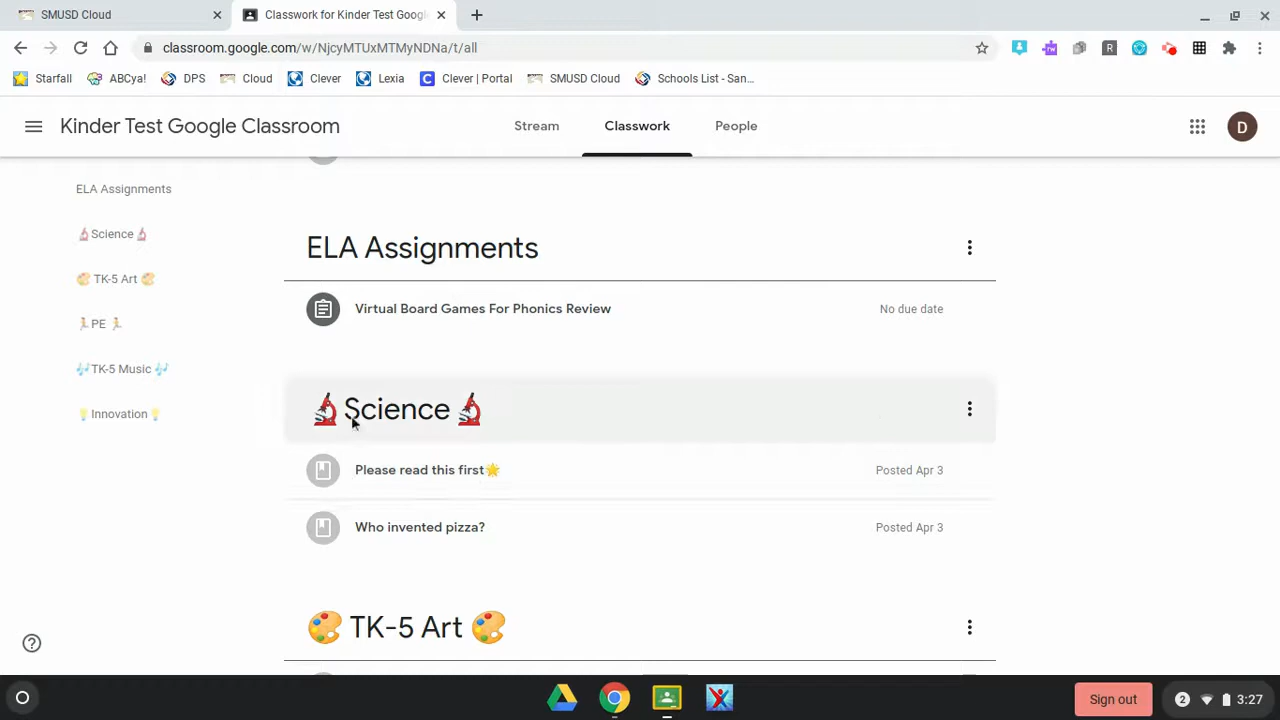 SMUSD Cloud
Classwork for Kinder Test Googl
classroom.google.com/w/NjcyMTUxMTMyNDNa/t/all
Starfall
ABCya!
DPS
Cloud
Clever
Lexia
Clever | Portal
SMUSD Cloud
Schools List - San...
Kinder Test Google Classroom
Stream
Classwork
People
D
ELA Assignments
🔬Science🔬
🎨 TK-5 Art 🎨
🏃PE 🏃
🎶TK-5 Music 🎶
💡Innovation💡
ELA Assignments
Virtual Board Games For Phonics Review
No due date
🔬Science🔬
Please read this first🌟
Posted Apr 3
Who invented pizza?
Posted Apr 3
🎨 TK-5 Art 🎨
Sign out
2
3:27